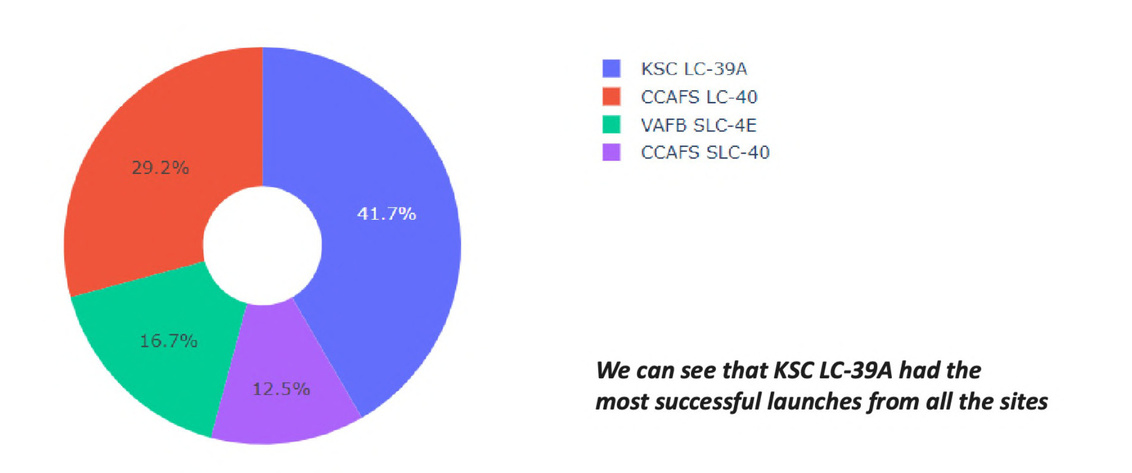 KSC LC-39A
CCAFS LC-40
VAFB SLC-4E
CCAFS SLC-40
29.2%
41.7%
16.7%
12.5%
We can see that KSC LC-39A had the
most successful launches from all the sites